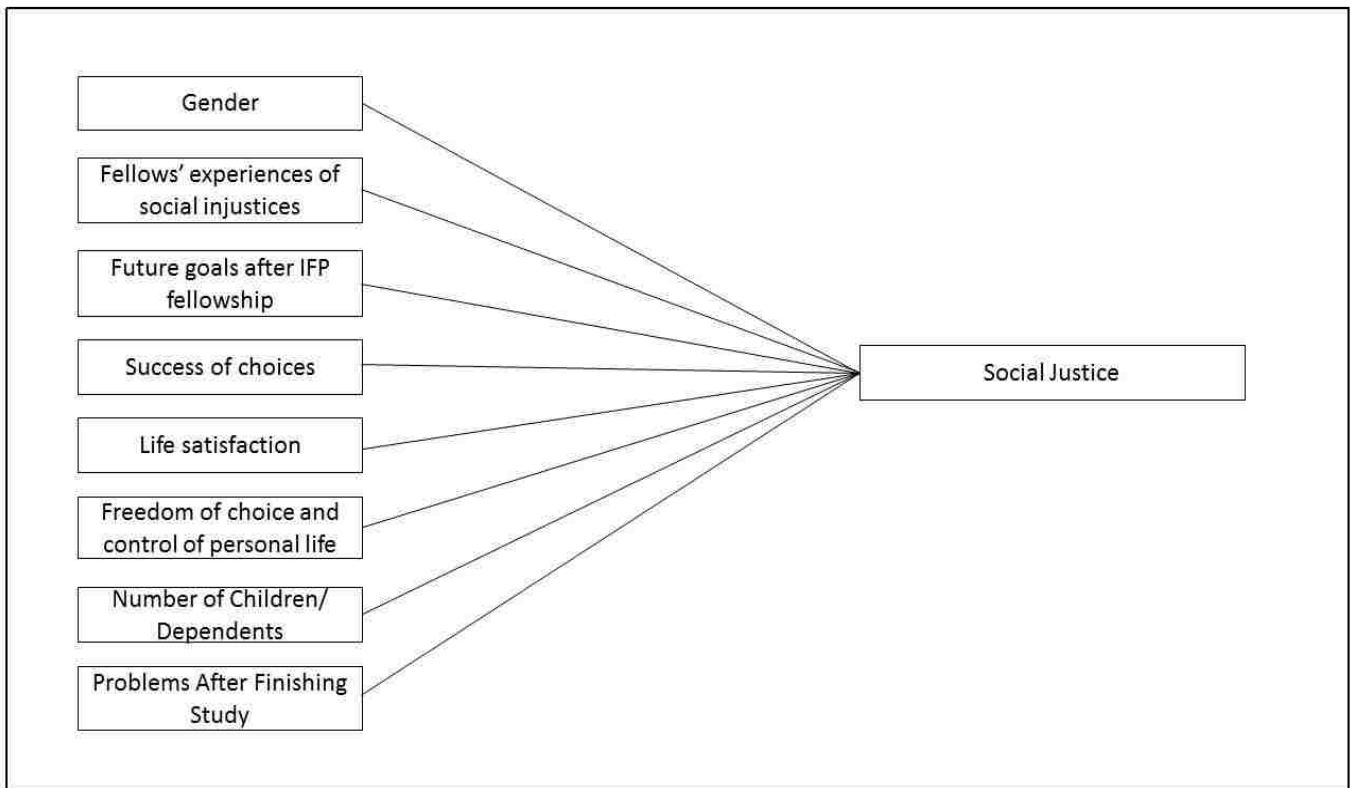 Gender
Fellows’ experiences of
social injustices
Future goals after IFP
fellowship
Success of choices
Social Justice
Life satisfaction
Freedom of choice and
control of personal life
Number of Children/
Dependents
Problems After Finishing
Study